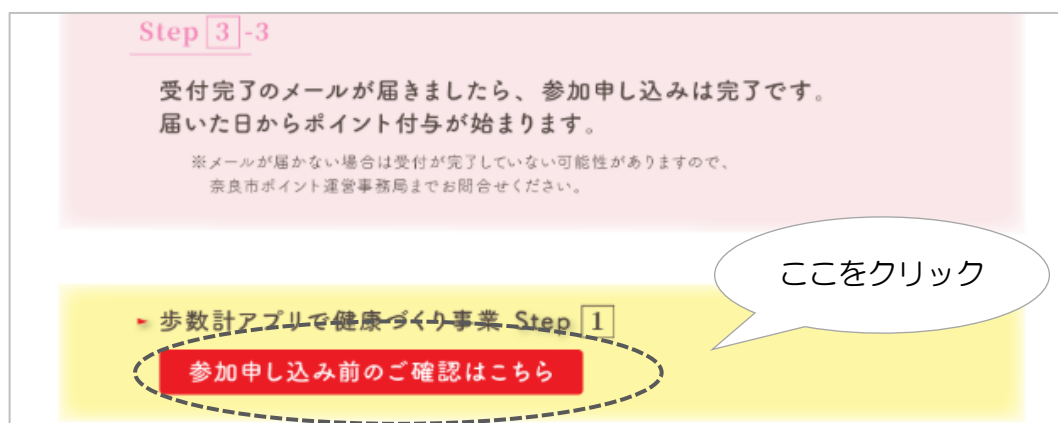 Step 3-3
受付完了のメールが届きましたら、参加申し込みは完了です。
届いた日からポイント付与が始まります。
※メールが届かない場合は受付が完了していない可能性がありますので、
奈良市ポイント運営事務局までお問合せください。
ここをクリック
歩数計アプリで健康づくり事業 Step 1
参加申し込み前のご確認はこちら